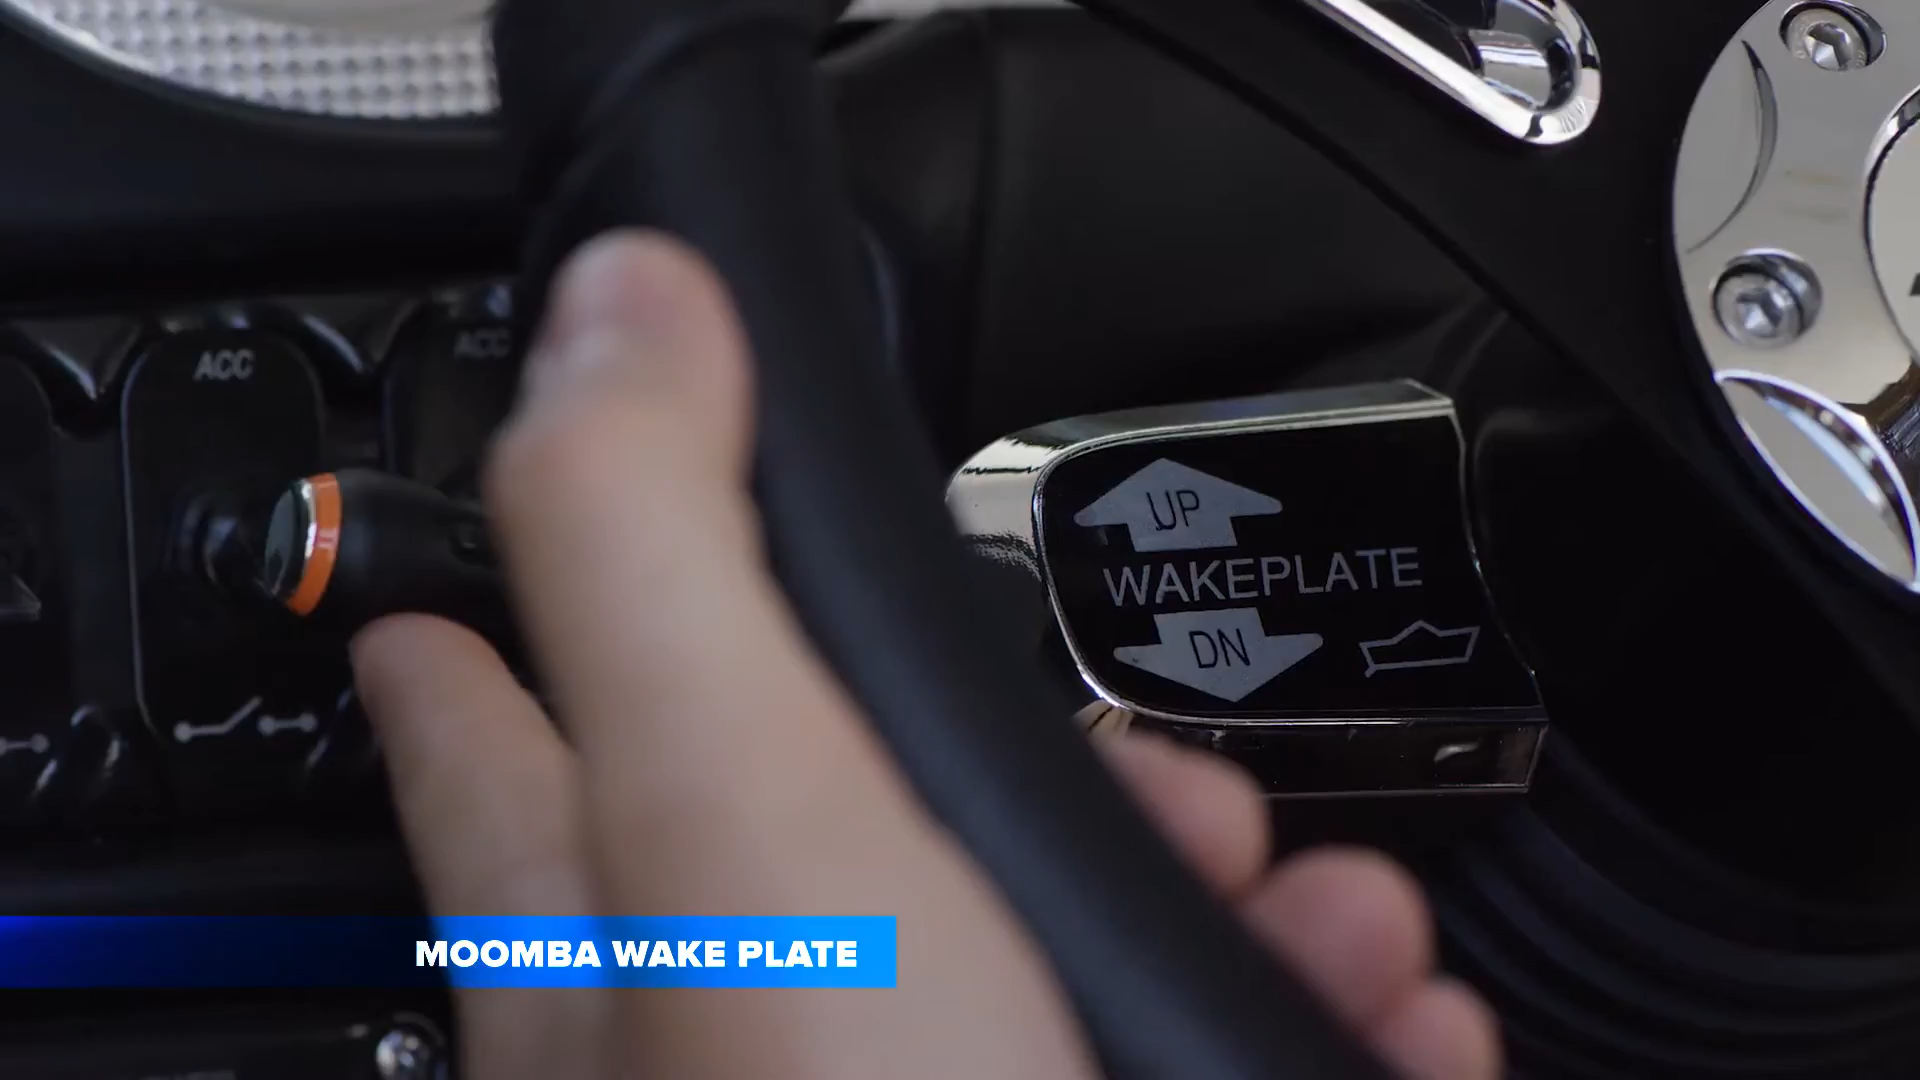 ACC
ACC
UP
WAKEPLATE
DN
MOOMBA WAKE PLATE